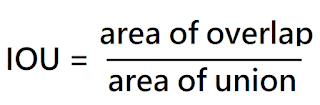 area of overlap
IOU =
area of union